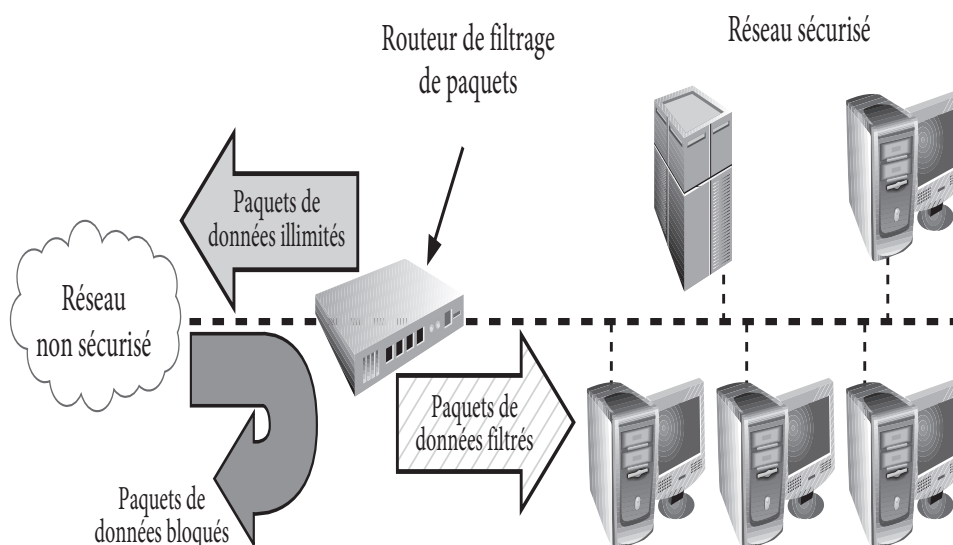 Routeur de filtrage
de paquets
Réseau sécurisé
Paquets de
données illimités
Réseau
non sécurisé
Paquets de
données filtrés
Paquets de
données bloqués